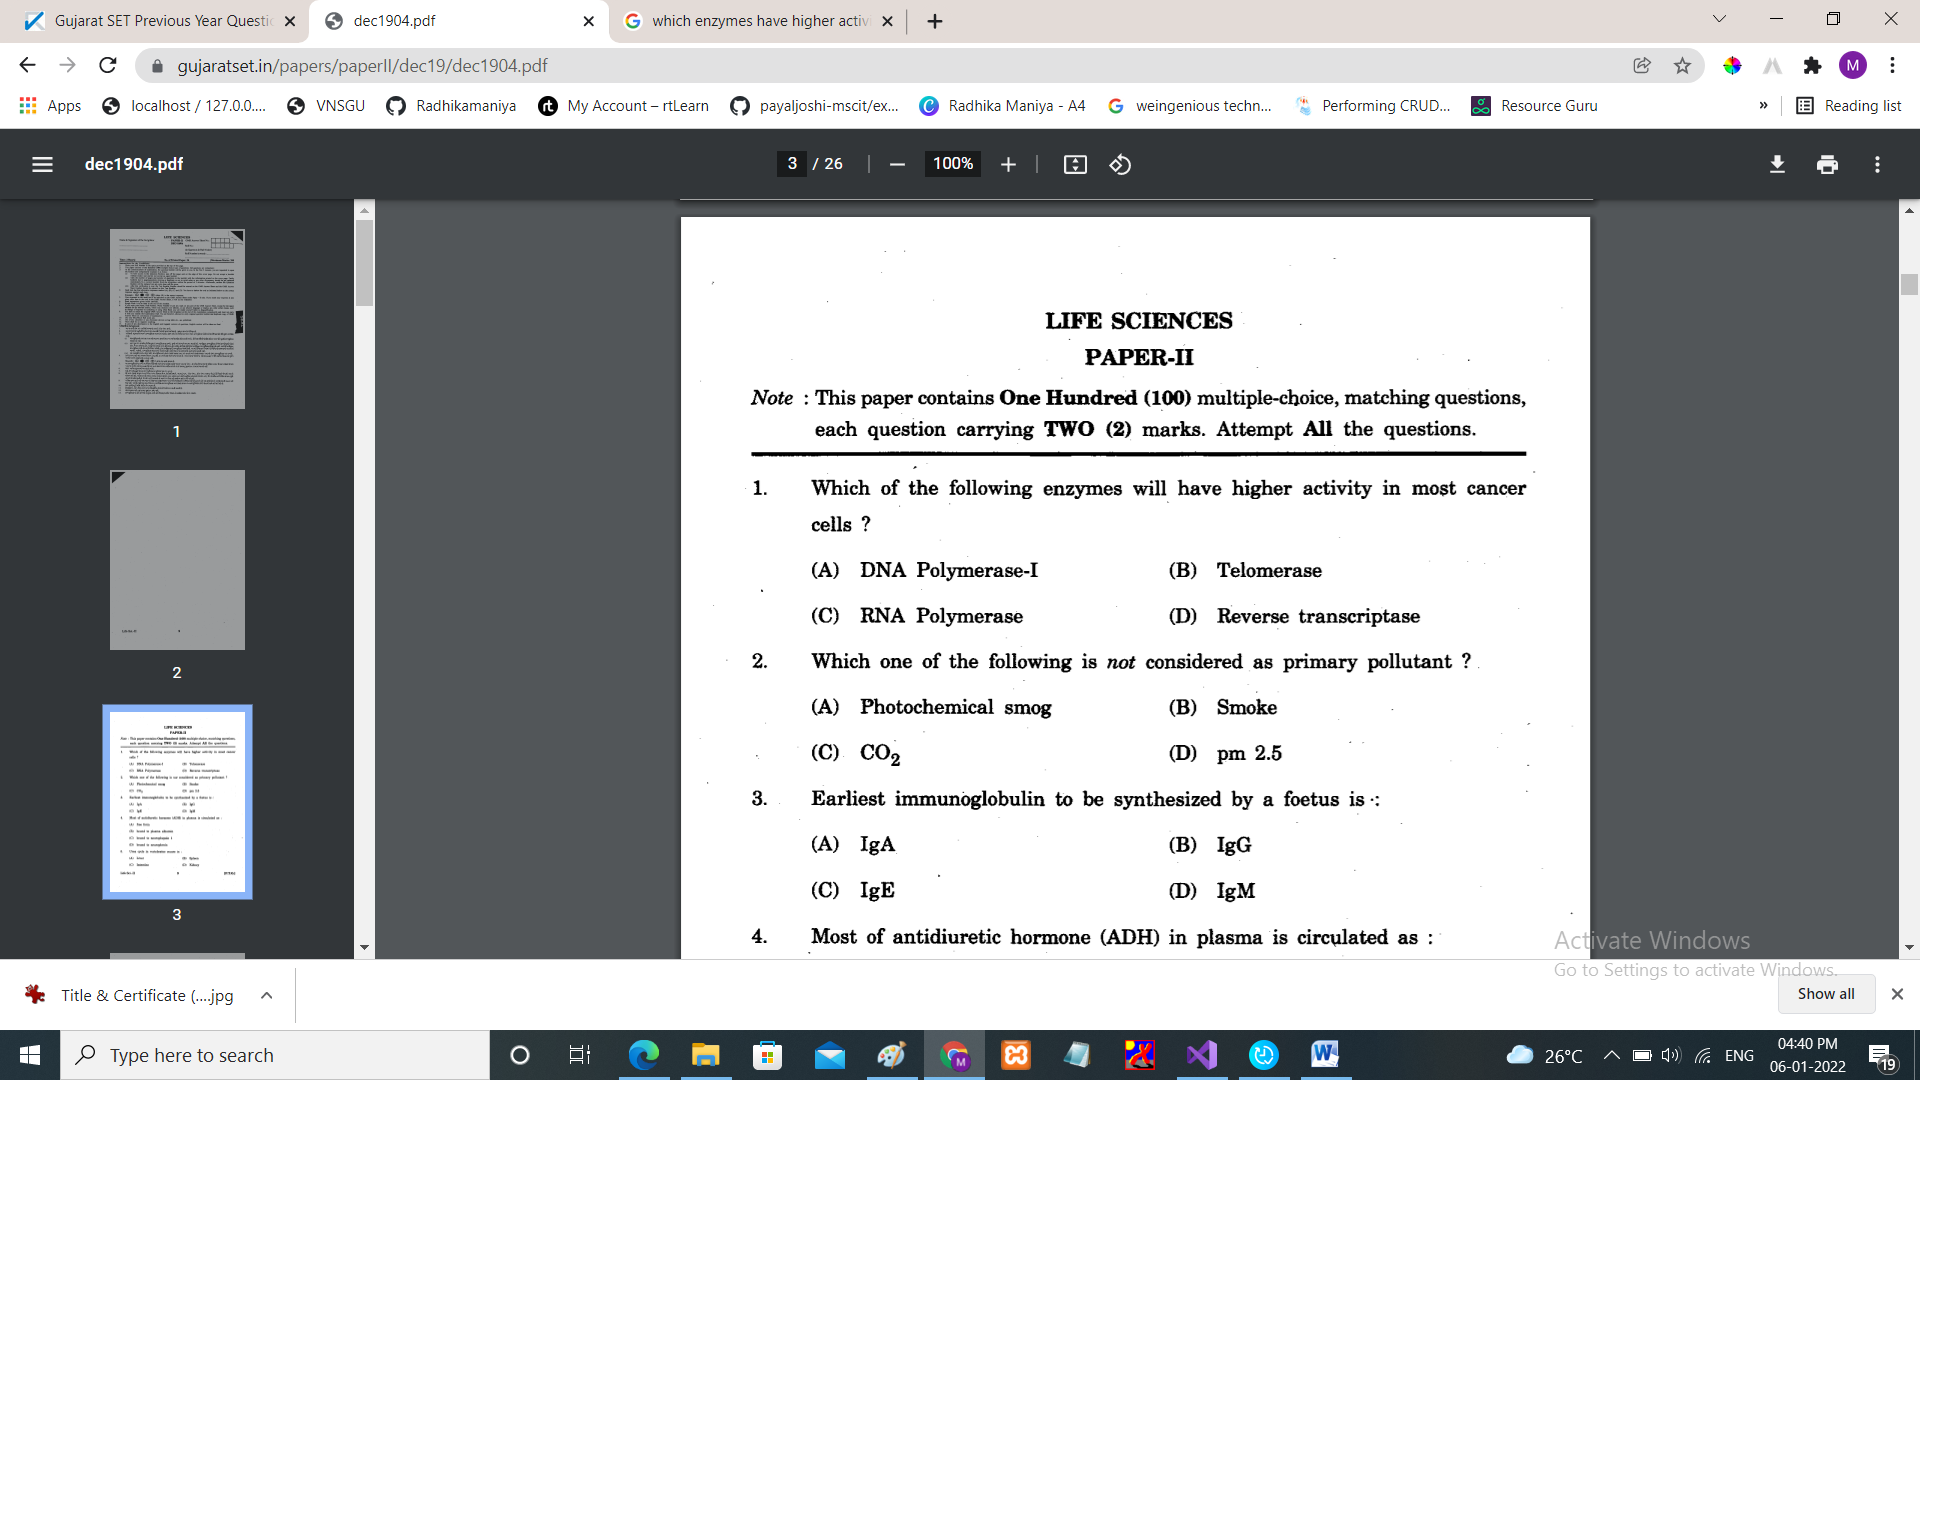 Gujarat SET Previous Year Questic
dec1904.pdf
which enzymes have higher activi
gujaratset.in/papers/paperII/dec19/dec1904.pdf
M
Apps
localhost / 127.0.0....
VNSGU
Radhikamaniya
rt
My Account – rtLearn
payaljoshi-mscit/ex...
Radhika Maniya - A4
weingenious techn...
Performing CRUD...
Resource Guru
»
Reading list
dec1904.pdf
3 / 26
100%
1
2
3
LIFE SCIENCES
PAPER-II
Note : This paper contains One Hundred (100) multiple-choice, matching questions,
each question carrying TWO (2) marks. Attempt All the questions.
1. Which of the following enzymes will have higher activity in most cancer
cells ?
(A) DNA Polymerase-I (B) Telomerase
(C) RNA Polymerase (D) Reverse transcriptase
2. Which one of the following is not considered as primary pollutant ?
(A) Photochemical smog (B) Smoke
(C) CO₂ (D) pm 2.5
3. Earliest immunoglobulin to be synthesized by a foetus is :
(A) IgA (B) IgG
(C) IgE (D) IgM
4. Most of antidiuretic hormone (ADH) in plasma is circulated as :
Activate Windows
Go to Settings to activate Windows.
Title & Certificate (....jpg
Show all
Type here to search
M
26°C
ENG
04:40 PM
06-01-2022
19